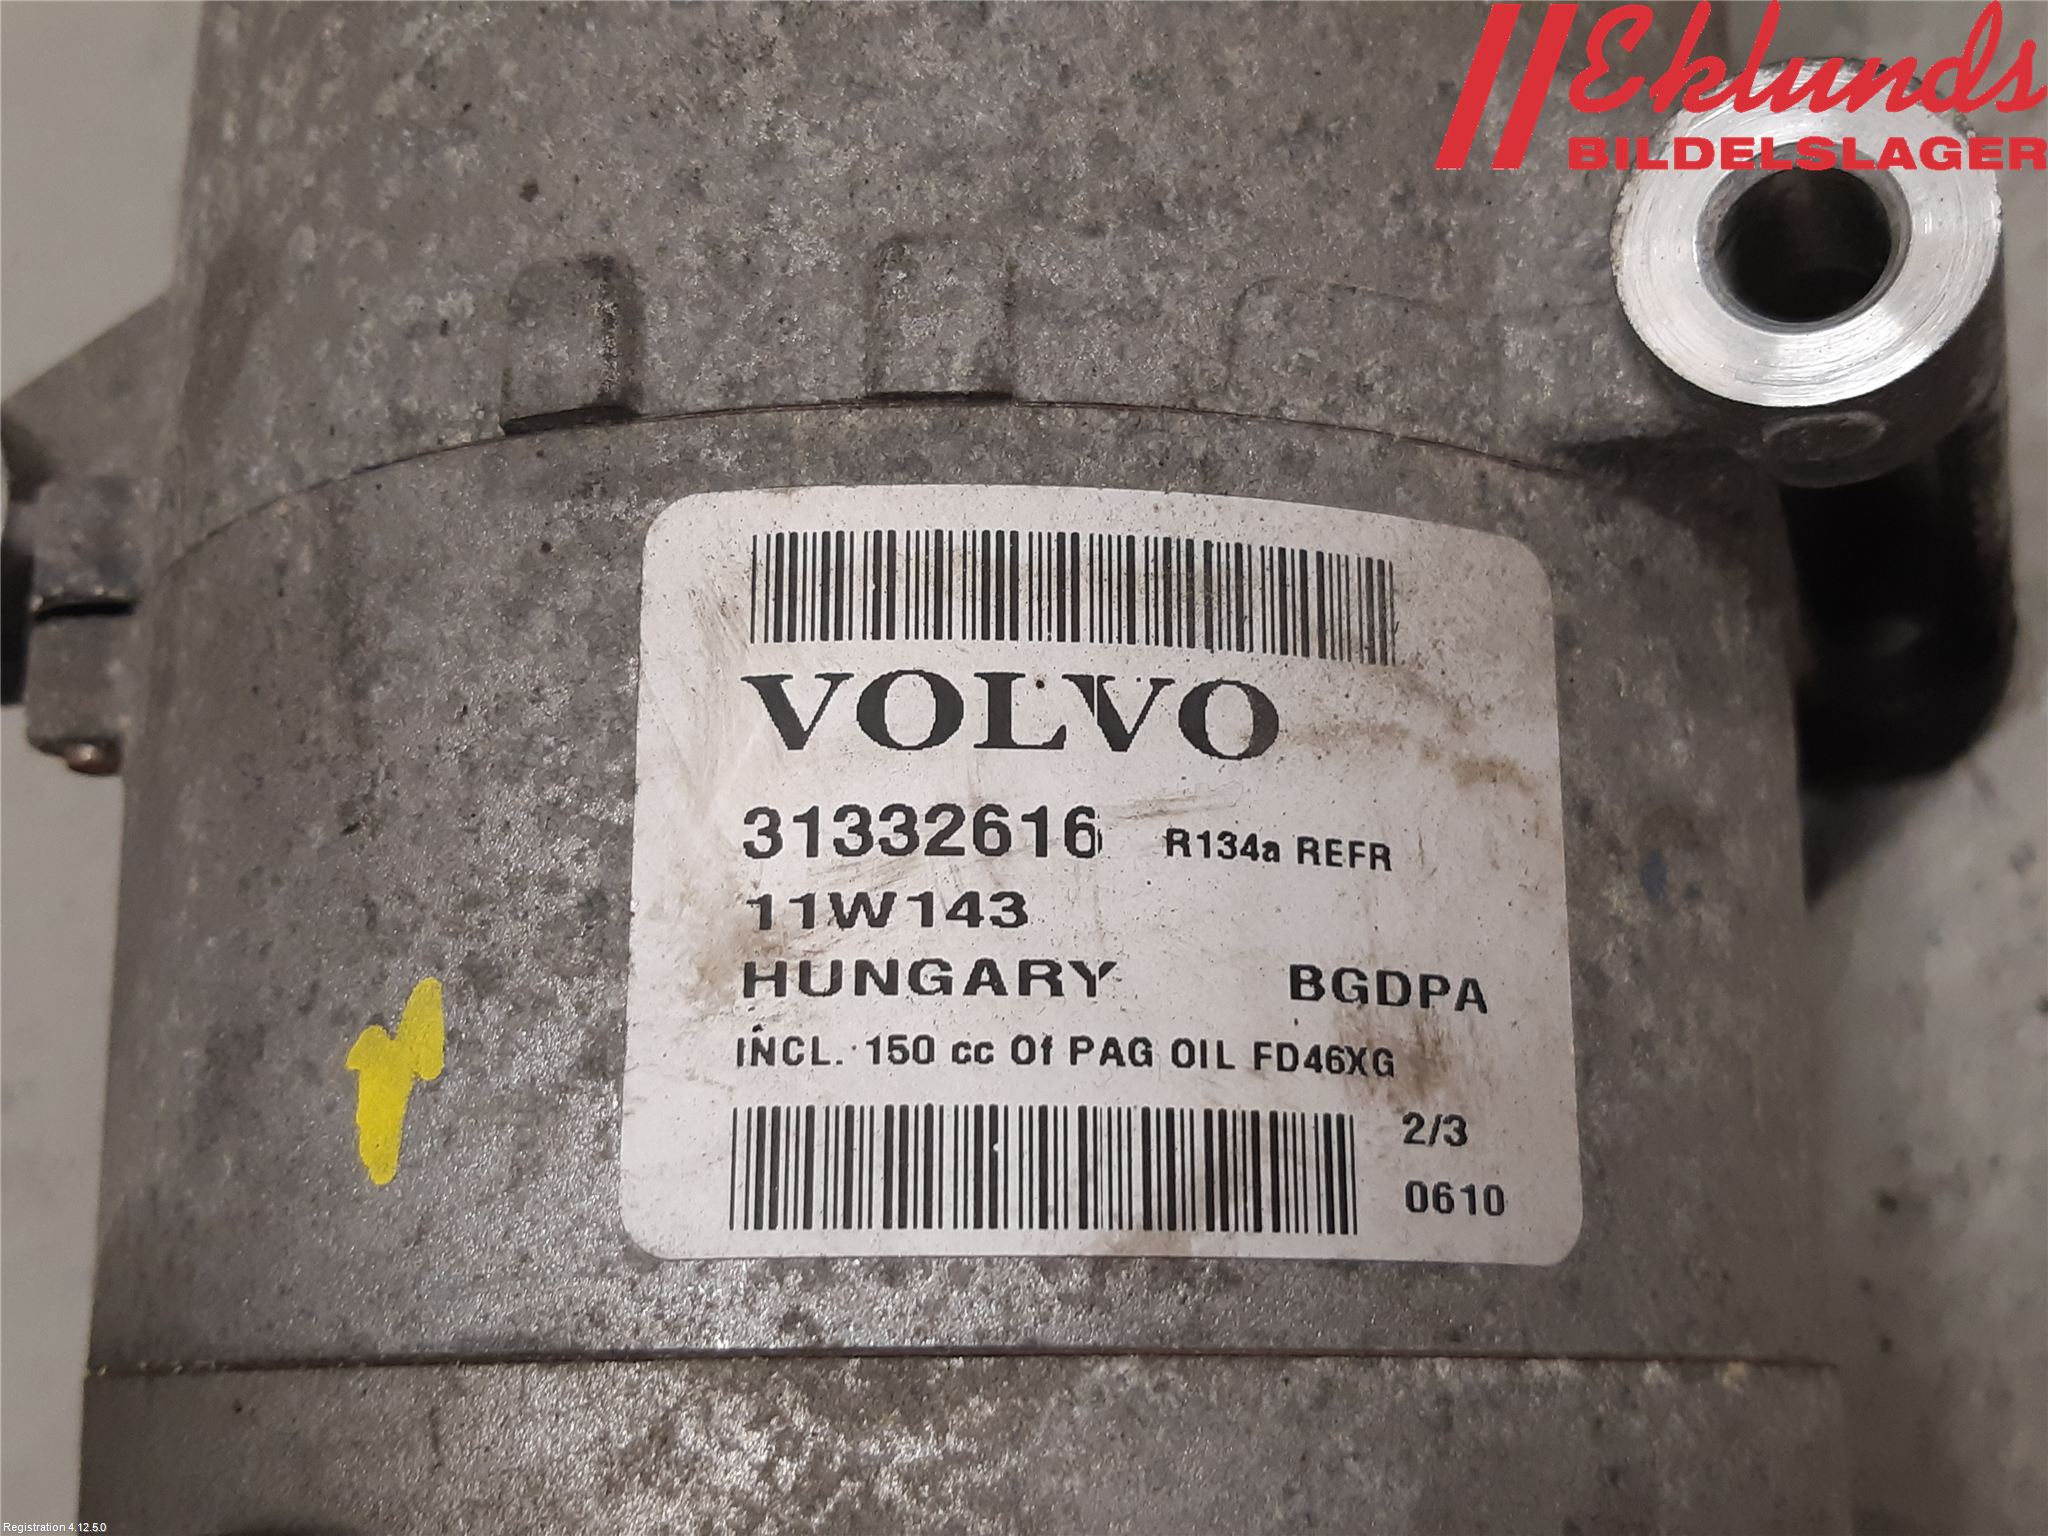 Eklunds
BILDELSLAGER
VOLVO
31332616 R134a REFR
11W143
HUNGARY BGDPA
INCL. 150 cc Of PAG OIL FD46XG
2/3
0610
Registration 4.12.5.0